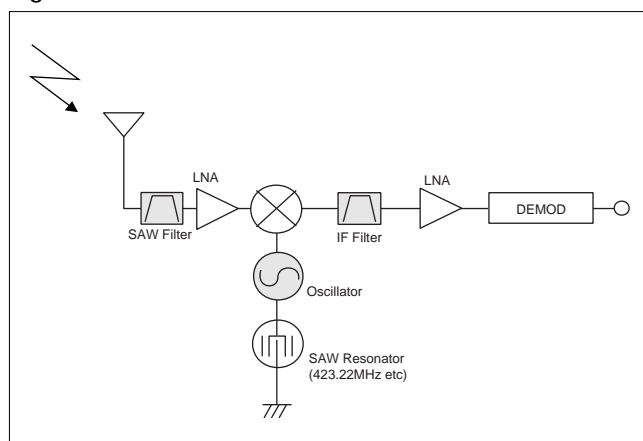 LNA
LNA
SAW Filter
IF Filter
DEMOD
Oscillator
SAW Resonator
(423.22MHz etc)